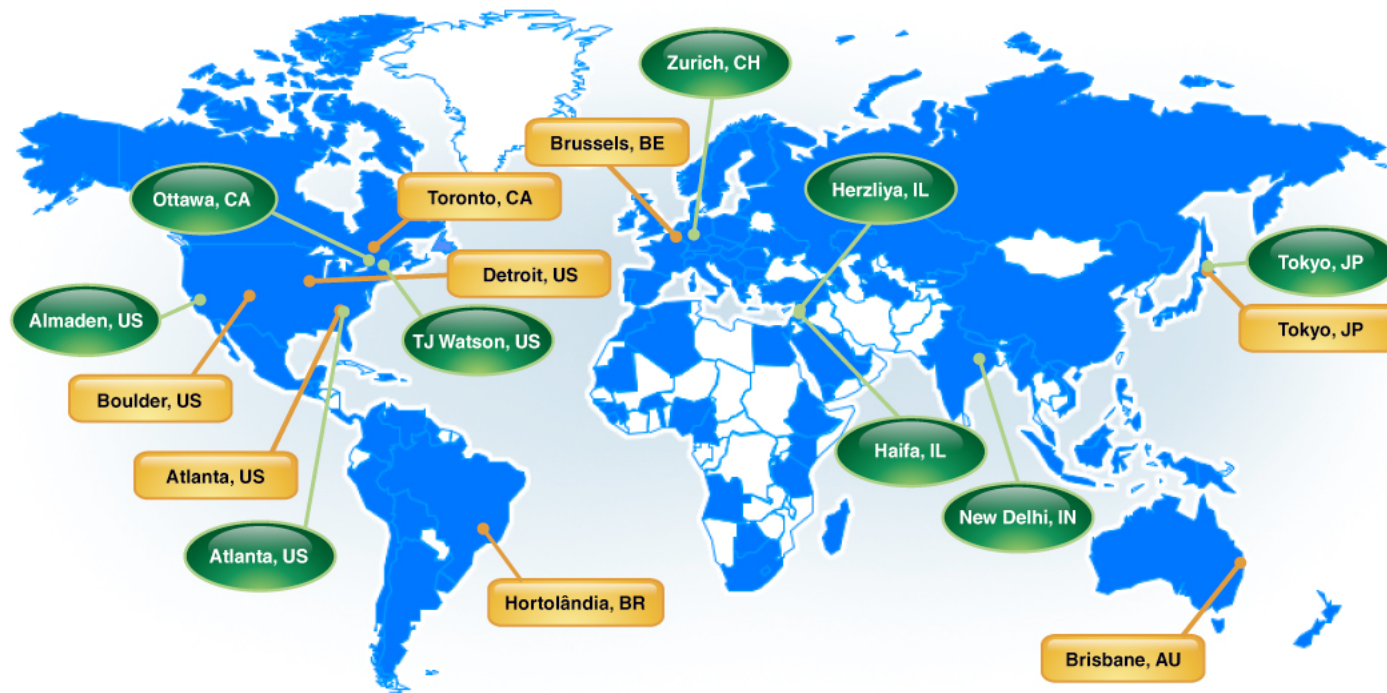 Zurich, CH
Brussels, BE
Herzliya, IL
Ottawa, CA
Toronto, CA
Tokyo, JP
Detroit, US
Almaden, US
TJ Watson, US
Tokyo, JP
Boulder, US
Haifa, IL
Atlanta, US
New Delhi, IN
Atlanta, US
Hortolândia, BR
Brisbane, AU